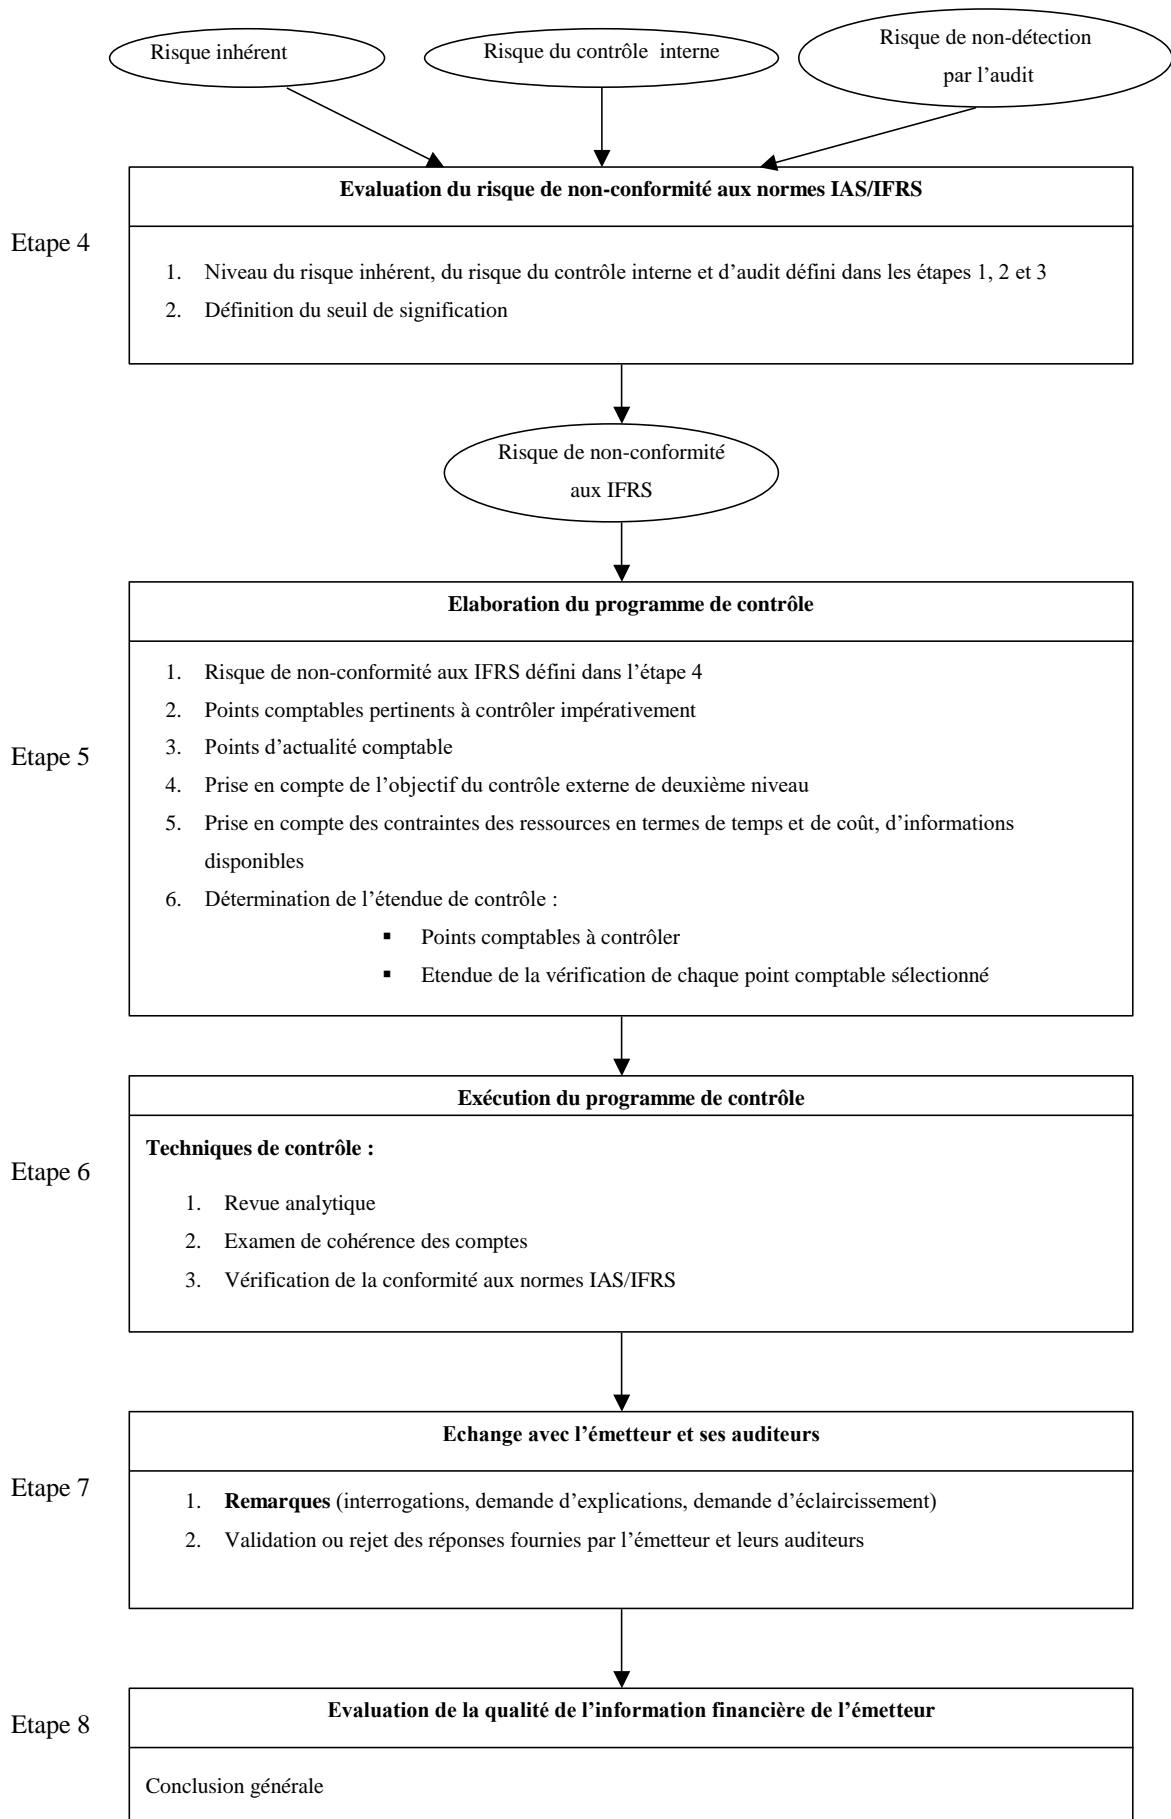 Risque inhérent
Risque du contrôle interne
Risque de non-détection
par l’audit
Evaluation du risque de non-conformité aux normes IAS/IFRS
Etape 4
1. Niveau du risque inhérent, du risque du contrôle interne et d’audit défini dans les étapes 1, 2 et 3
2. Définition du seuil de signification
Risque de non-conformité
aux IFRS
Elaboration du programme de contrôle
Etape 5
1. Risque de non-conformité aux IFRS défini dans l’étape 4
2. Points comptables pertinents à contrôler impérativement
3. Points d’actualité comptable
4. Prise en compte de l’objectif du contrôle externe de deuxième niveau
5. Prise en compte des contraintes des ressources en termes de temps et de coût, d’informations
disponibles
6. Détermination de l’étendue de contrôle :
▪ Points comptables à contrôler
▪ Etendue de la vérification de chaque point comptable sélectionné
Exécution du programme de contrôle
Etape 6
Techniques de contrôle :
1. Revue analytique
2. Examen de cohérence des comptes
3. Vérification de la conformité aux normes IAS/IFRS
Echange avec l’émetteur et ses auditeurs
Etape 7
1. Remarques (interrogations, demande d’explications, demande d’éclaircissement)
2. Validation ou rejet des réponses fournies par l’émetteur et leurs auditeurs
Evaluation de la qualité de l’information financière de l’émetteur
Etape 8
Conclusion générale